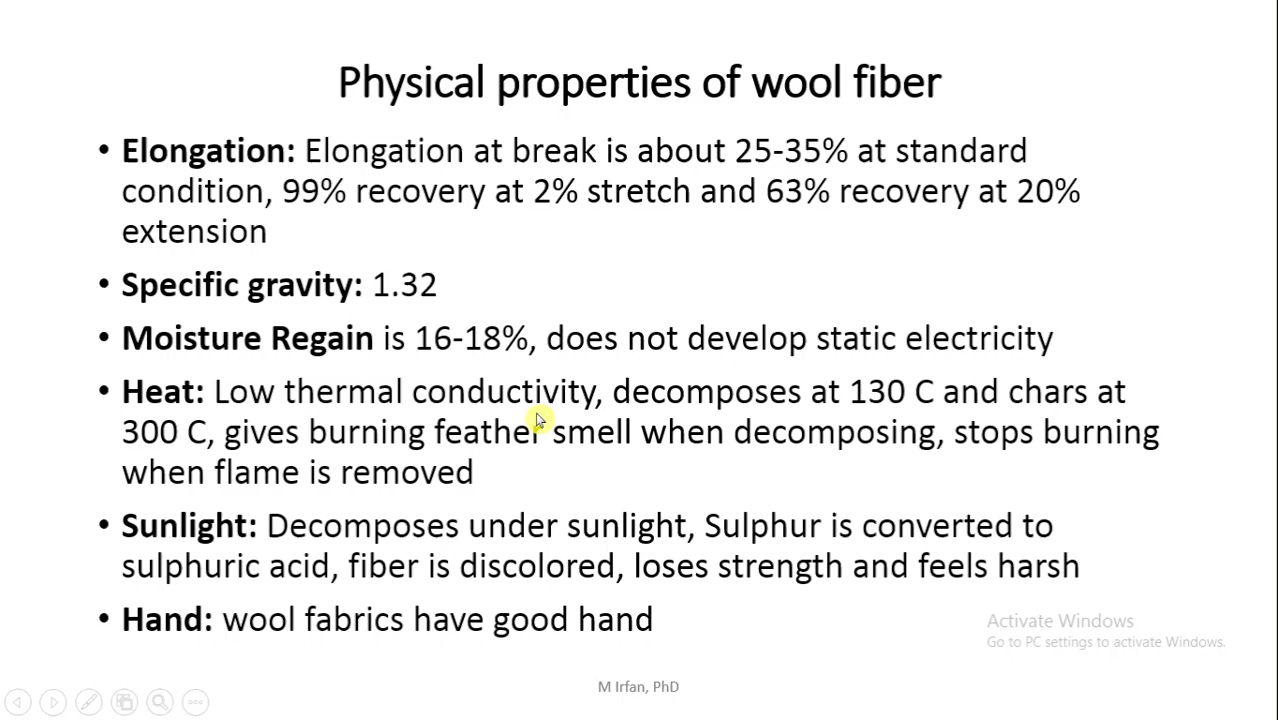 Physical properties of wool fiber
• Elongation: Elongation at break is about 25-35% at standard
condition, 99% recovery at 2% stretch and 63% recovery at 20%
extension
• Specific gravity: 1.32
• Moisture Regain is 16-18%, does not develop static electricity
• Heat: Low thermal conductivity, decomposes at 130 C and chars at
300 C, gives burning feather smell when decomposing, stops burning
when flame is removed
• Sunlight: Decomposes under sunlight, Sulphur is converted to
sulphuric acid, fiber is discolored, loses strength and feels harsh
• Hand: wool fabrics have good hand
Activate Windows
Go to PC settings to activate Windows.
M Irfan, PhD